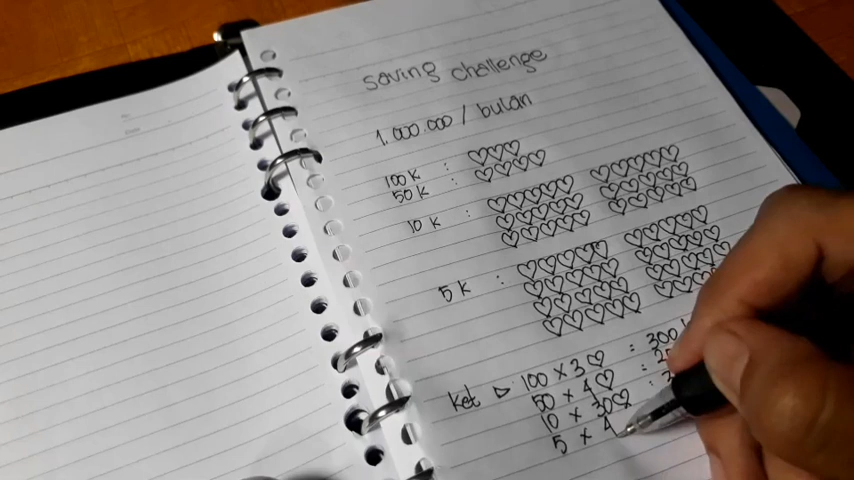 saving challenge
1.000.000 / bulan
100 K : ♡♡♡
50 K : ♡♡♡♡
10 K : ♡♡♡♡♡ ♡♡♡♡♡
♡♡♡♡♡ ♡♡♡♡♡
♡♡♡♡♡ ♡♡♡♡♡
5 K : ♡♡♡♡♡ ♡♡♡♡♡
♡♡♡♡♡ ♡♡♡♡♡
♡♡♡♡♡ ♡♡♡♡♡
♡♡♡♡♡
Ket ▷ 100 x 3♡ = 300
50 x 4♡ =
10 x 30♡ :
5 x 4